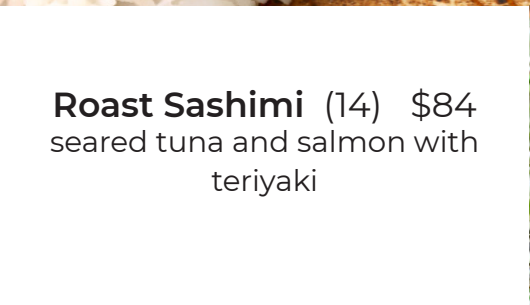 Roast Sashimi (14) $84
seared tuna and salmon with
teriyaki